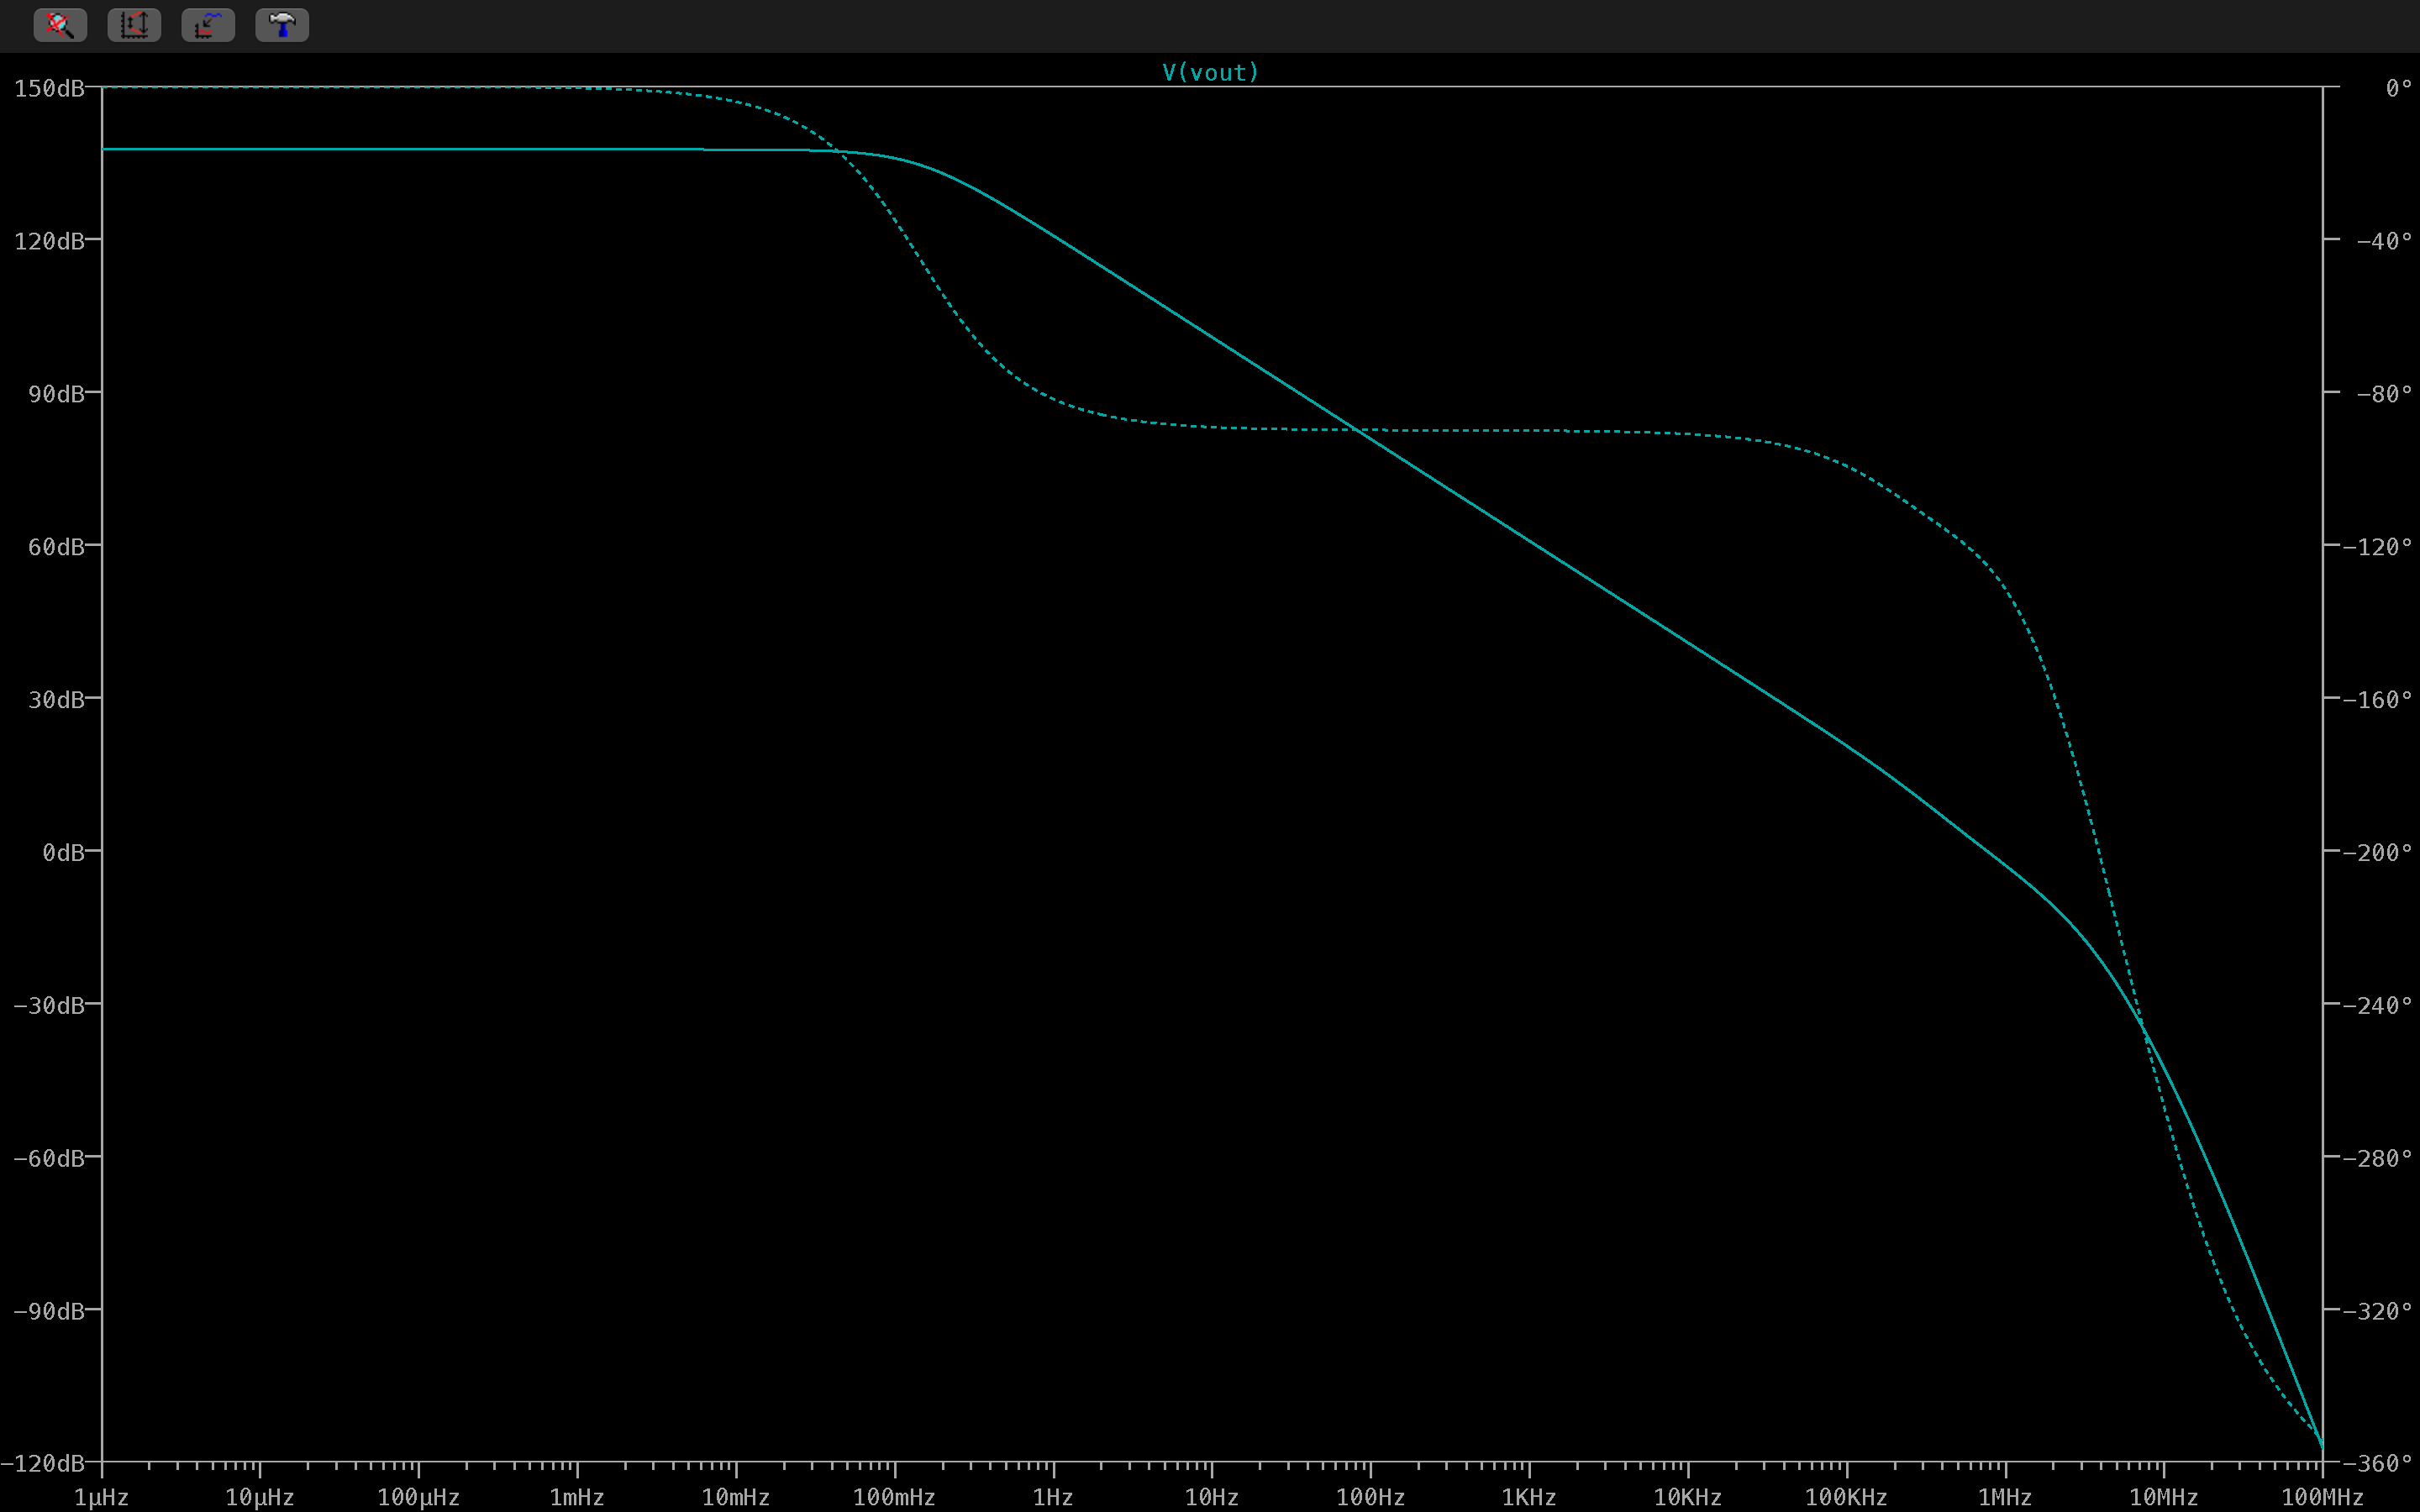 V(vout)
150dB
120dB
90dB
60dB
30dB
0dB
−30dB
−60dB
−90dB
−120dB
0°
−40°
−80°
−120°
−160°
−200°
−240°
−280°
−320°
−360°
1µHz 10µHz 100µHz 1mHz 10mHz 100mHz 1Hz 10Hz 100Hz 1KHz 10KHz 100KHz 1MHz 10MHz 100MHz